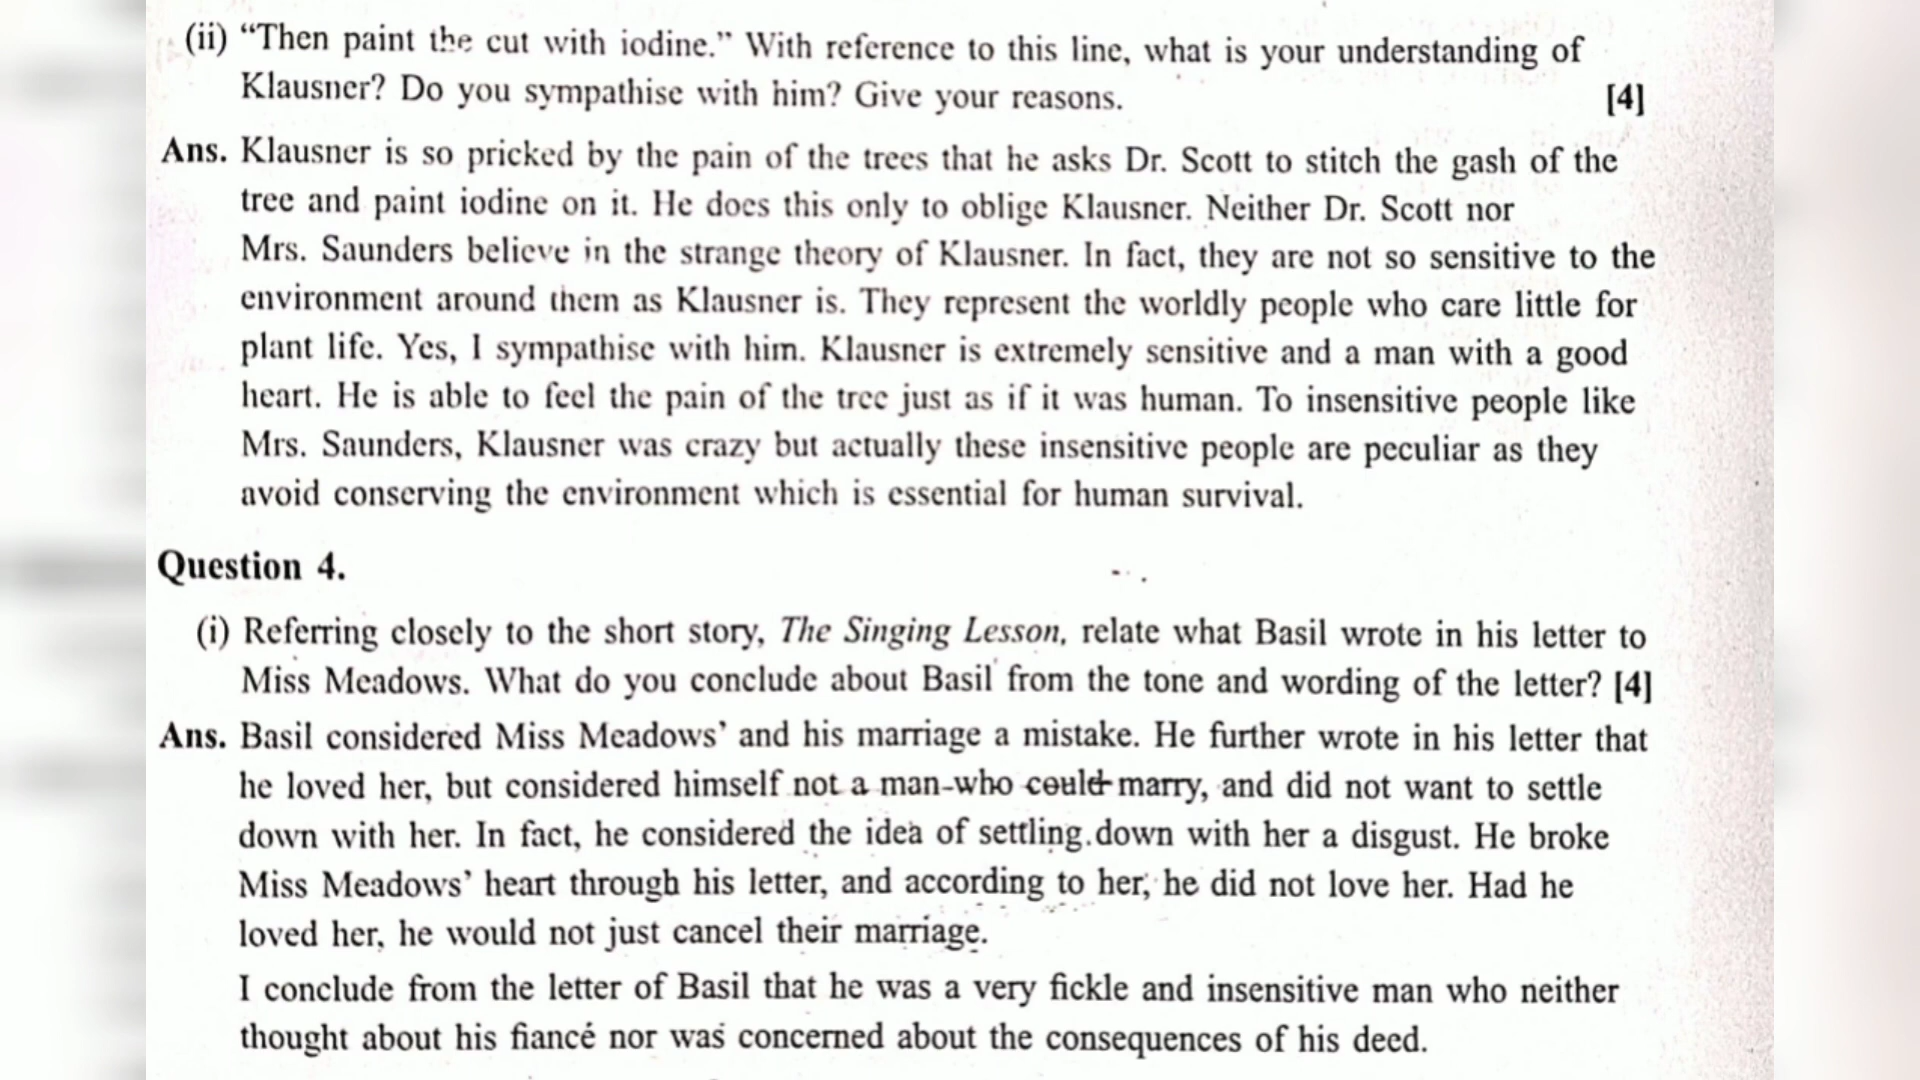 (ii) “Then paint the cut with iodine.” With reference to this line, what is your understanding of
Klausner? Do you sympathise with him? Give your reasons. [4]
Ans. Klausner is so pricked by the pain of the trees that he asks Dr. Scott to stitch the gash of the
tree and paint iodine on it. He does this only to oblige Klausner. Neither Dr. Scott nor
Mrs. Saunders believe in the strange theory of Klausner. In fact, they are not so sensitive to the
environment around them as Klausner is. They represent the worldly people who care little for
plant life. Yes, I sympathise with him. Klausner is extremely sensitive and a man with a good
heart. He is able to feel the pain of the tree just as if it was human. To insensitive people like
Mrs. Saunders, Klausner was crazy but actually these insensitive people are peculiar as they
avoid conserving the environment which is essential for human survival.
Question 4.
(i) Referring closely to the short story, The Singing Lesson, relate what Basil wrote in his letter to
Miss Meadows. What do you conclude about Basil from the tone and wording of the letter? [4]
Ans. Basil considered Miss Meadows’ and his marriage a mistake. He further wrote in his letter that
he loved her, but considered himself not a man who could marry, and did not want to settle
down with her. In fact, he considered the idea of settling down with her a disgust. He broke
Miss Meadows’ heart through his letter, and according to her, he did not love her. Had he
loved her, he would not just cancel their marriage.
I conclude from the letter of Basil that he was a very fickle and insensitive man who neither
thought about his fiancé nor was concerned about the consequences of his deed.